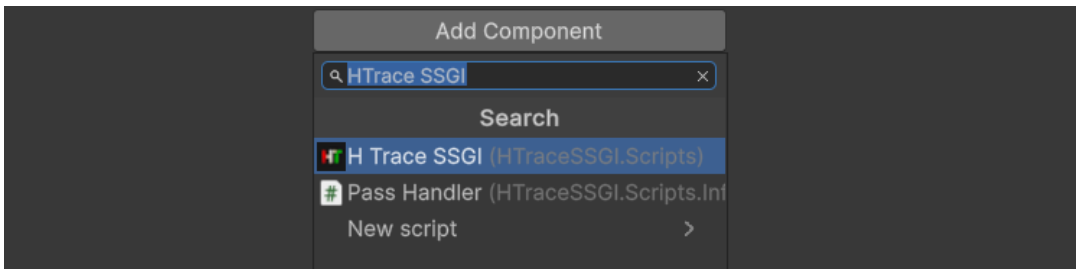 Add Component
HTrace SSGI
Search
H Trace SSGI (HTraceSSGI.Scripts)
Pass Handler (HTraceSSGI.Scripts.Inf
New script